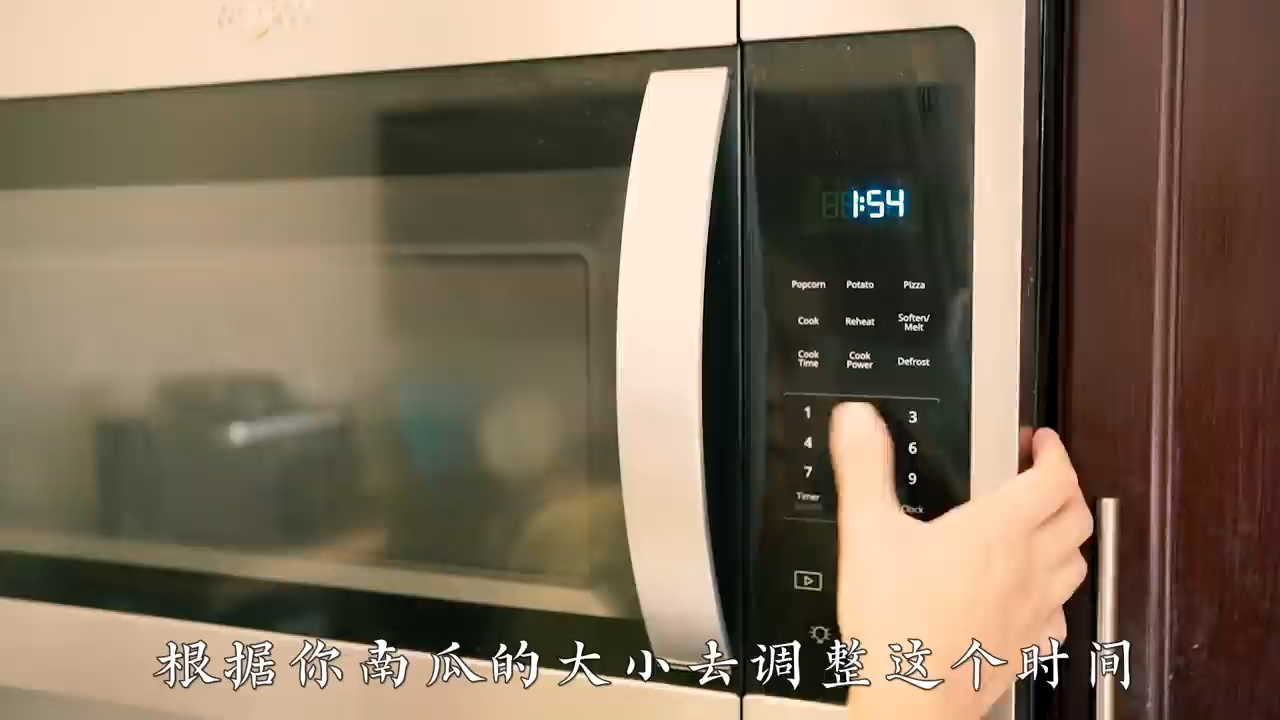 1:54
Popcorn Potato Pizza
Cook Reheat Soften/
Melt
Cook
Time
Cook
Power
Defrost
1 3
4 6
7 9
Timer
根据你南瓜的大小去调整这个时间